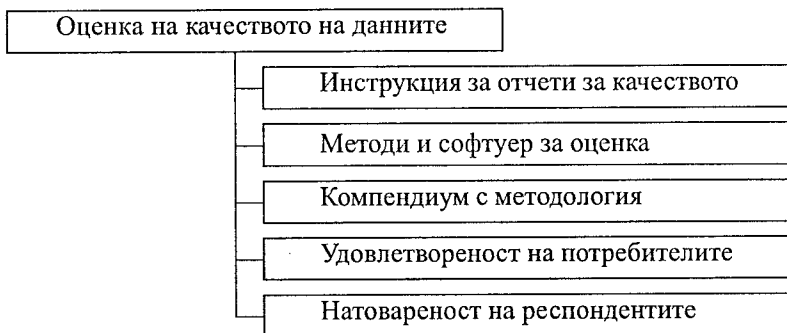 Оценка на качеството на данните
Инструкция за отчети за качеството
Методи и софтуер за оценка
Компендиум с методология
Удовлетвореност на потребителите
Натовареност на респондентите